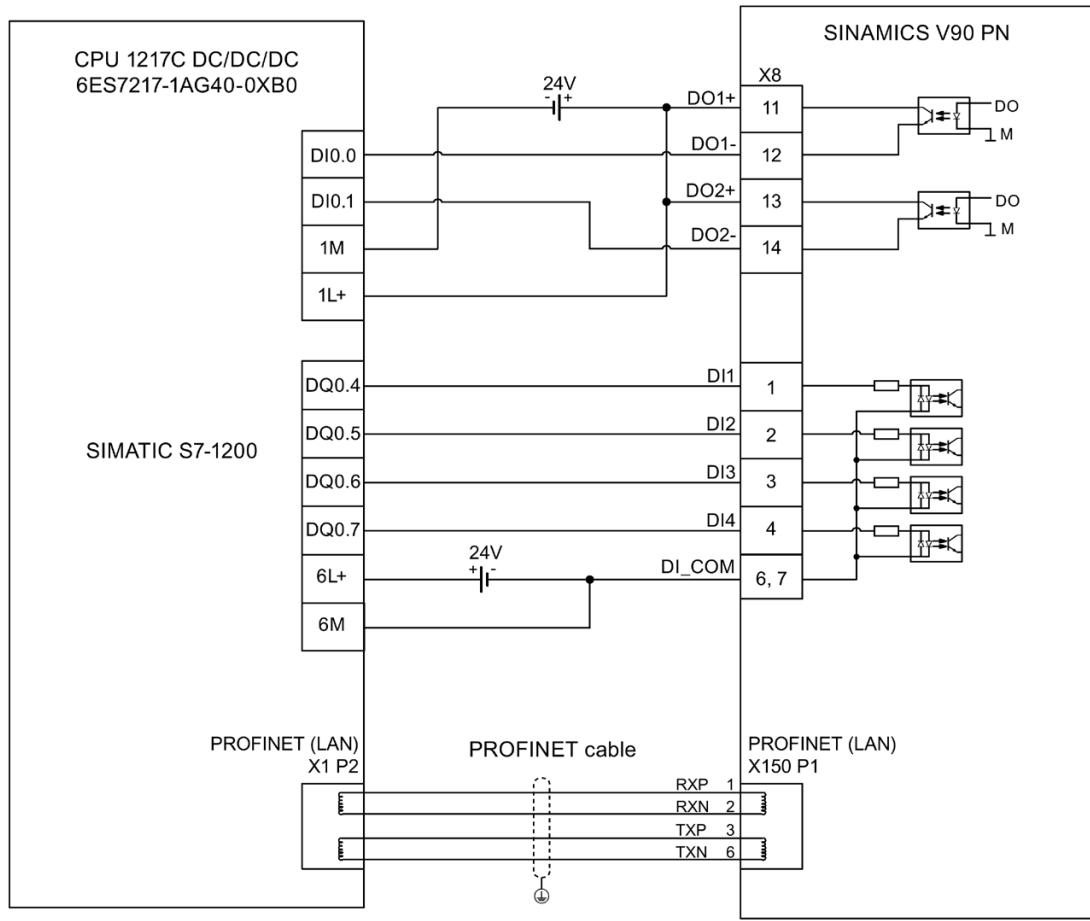 SINAMICS V90 PN
CPU 1217C DC/DC/DC
6ES7217-1AG40-0XB0
24V
- +
X8
DO1+
11
DO
M
DI0.0
DO1-
12
DI0.1
DO2+
13
DO
M
1M
DO2-
14
1L+
DQ0.4
DI1
1
SIMATIC S7-1200
DQ0.5
DI2
2
DQ0.6
DI3
3
DQ0.7
DI4
4
24V
+ -
6L+
DI_COM
6, 7
6M
PROFINET (LAN)
X1 P2
PROFINET cable
PROFINET (LAN)
X150 P1
RXP 1
RXN 2
TXP 3
TXN 6